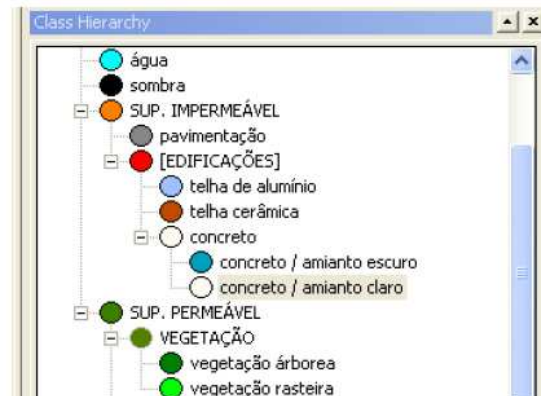 Class Hierarchy
água
sombra
SUP. IMPERMEÁVEL
pavimentação
[EDIFICAÇÕES]
telha de alumínio
telha cerâmica
concreto
concreto / amianto escuro
concreto / amianto claro
SUP. PERMEÁVEL
VEGETAÇÃO
vegetação árborea
vegetação rasteira